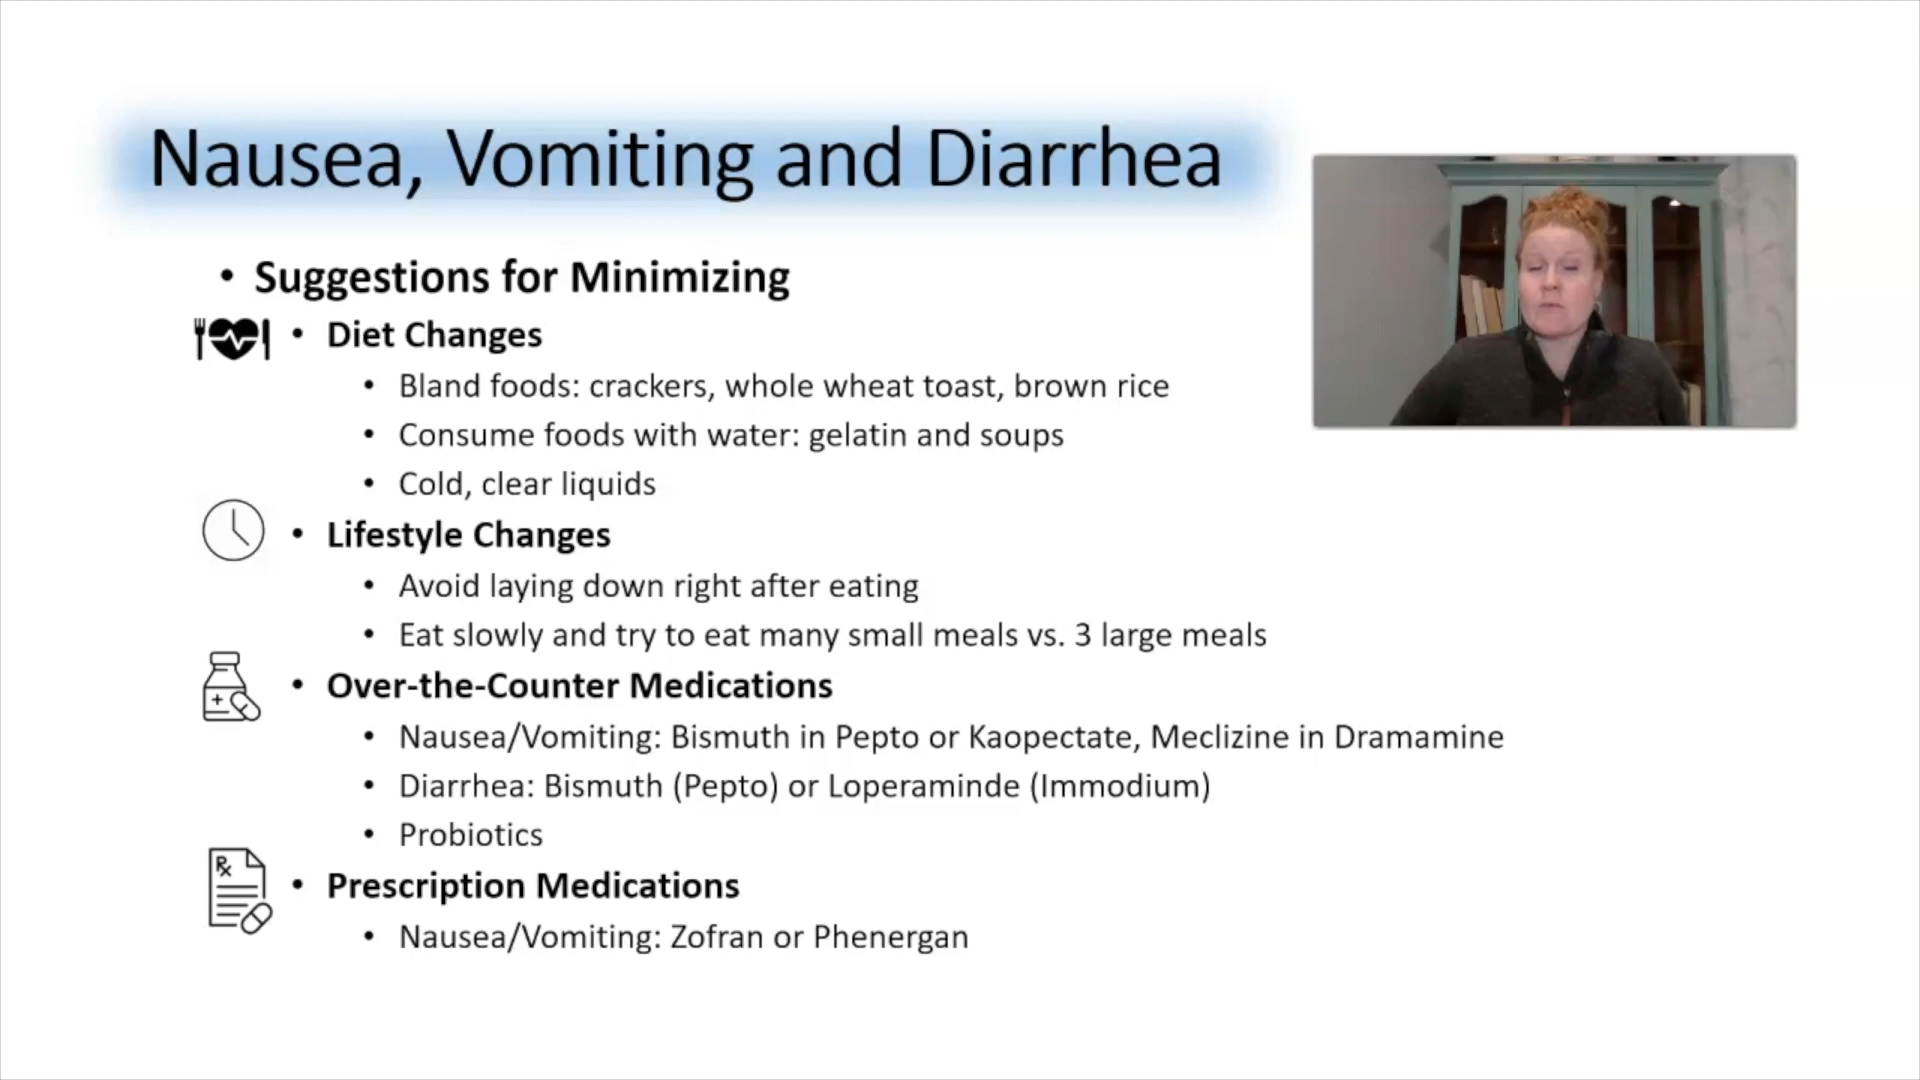 Nausea, Vomiting and Diarrhea
• Suggestions for Minimizing
• Diet Changes
• Bland foods: crackers, whole wheat toast, brown rice
• Consume foods with water: gelatin and soups
• Cold, clear liquids
• Lifestyle Changes
• Avoid laying down right after eating
• Eat slowly and try to eat many small meals vs. 3 large meals
• Over-the-Counter Medications
• Nausea/Vomiting: Bismuth in Pepto or Kaopectate, Meclizine in Dramamine
• Diarrhea: Bismuth (Pepto) or Loperaminde (Immodium)
• Probiotics
Rx
• Prescription Medications
• Nausea/Vomiting: Zofran or Phenergan